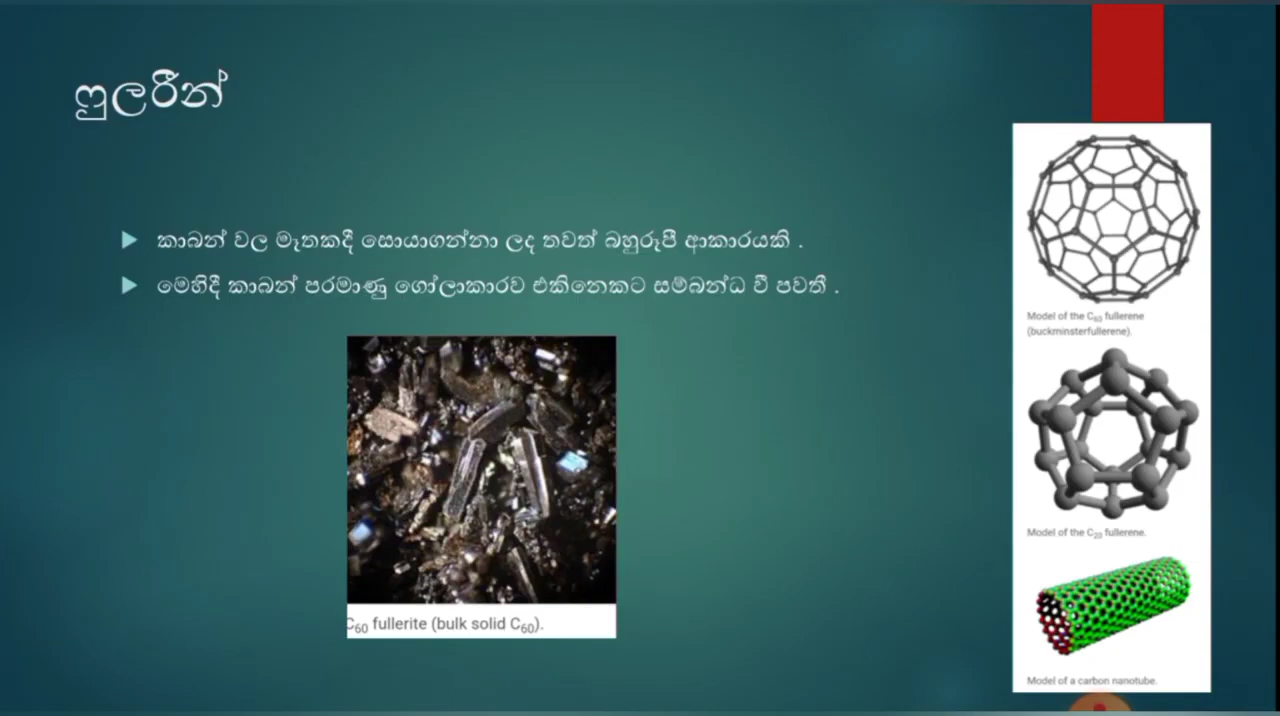 ෆුලරීන්
කාබන් වල මෑතකදී සොයාගන්නා ලද තවත් බහුරූපී ආකාරයකි .
මෙහිදී කාබන් පරමාණු ගෝලාකාරව එකිනෙකට සම්බන්ධ වී පවතී .
C₆₀ fullerite (bulk solid C₆₀).
Model of the C₆₀ fullerene
(buckminsterfullerene).
Model of the C₂₀ fullerene.
Model of a carbon nanotube.